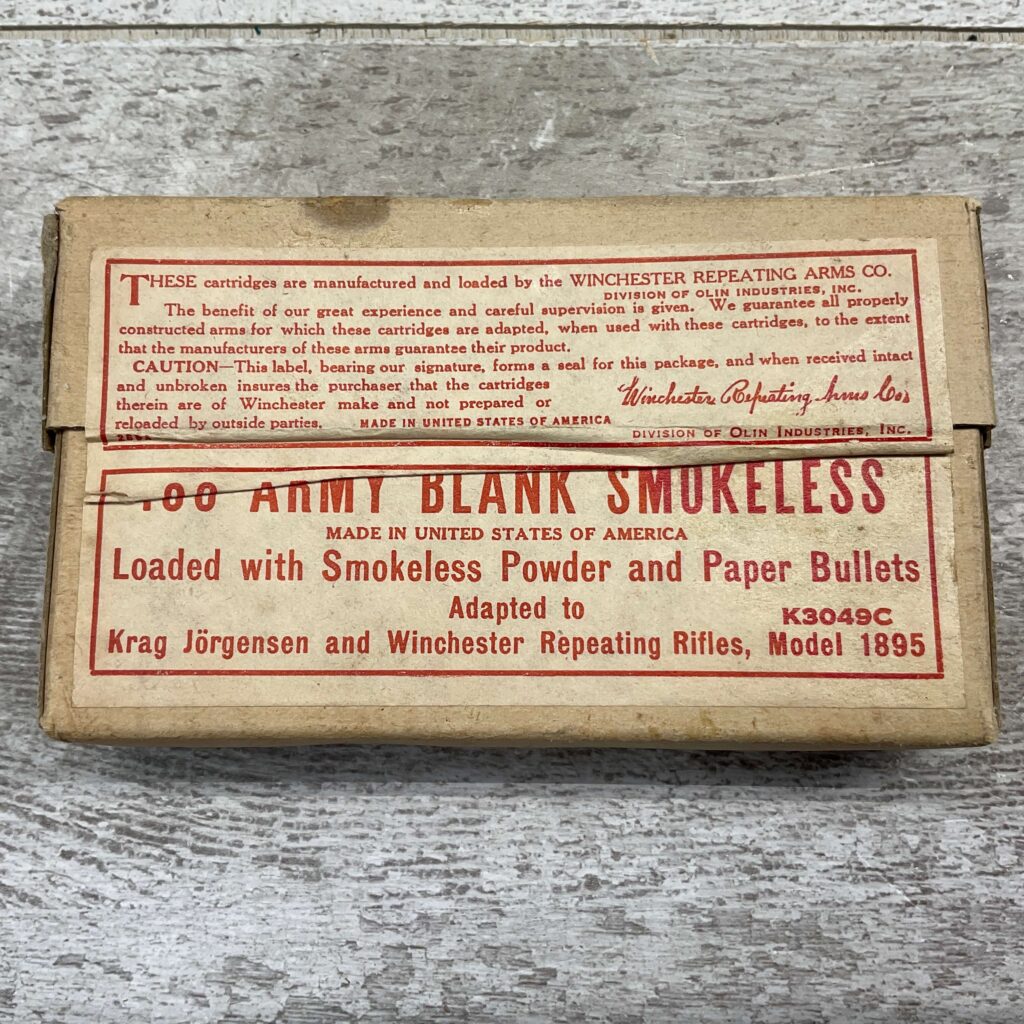 THESE cartridges are manufactured and loaded by the WINCHESTER REPEATING ARMS CO.
DIVISION OF OLIN INDUSTRIES, INC.
The benefit of our great experience and careful supervision is given. We guarantee all properly
constructed arms for which these cartridges are adapted, when used with these cartridges, to the extent
that the manufacturers of these arms guarantee their product.
CAUTION—This label, bearing our signature, forms a seal for this package, and when received intact
and unbroken insures the purchaser that the cartridges
therein are of Winchester make and not prepared or
reloaded by outside parties. MADE IN UNITED STATES OF AMERICA
Winchester Repeating Arms Co.
DIVISION OF OLIN INDUSTRIES, INC.
100 ARMY BLANK SMOKELESS
MADE IN UNITED STATES OF AMERICA
Loaded with Smokeless Powder and Paper Bullets
Adapted to
K3049C
Krag Jörgensen and Winchester Repeating Rifles, Model 1895